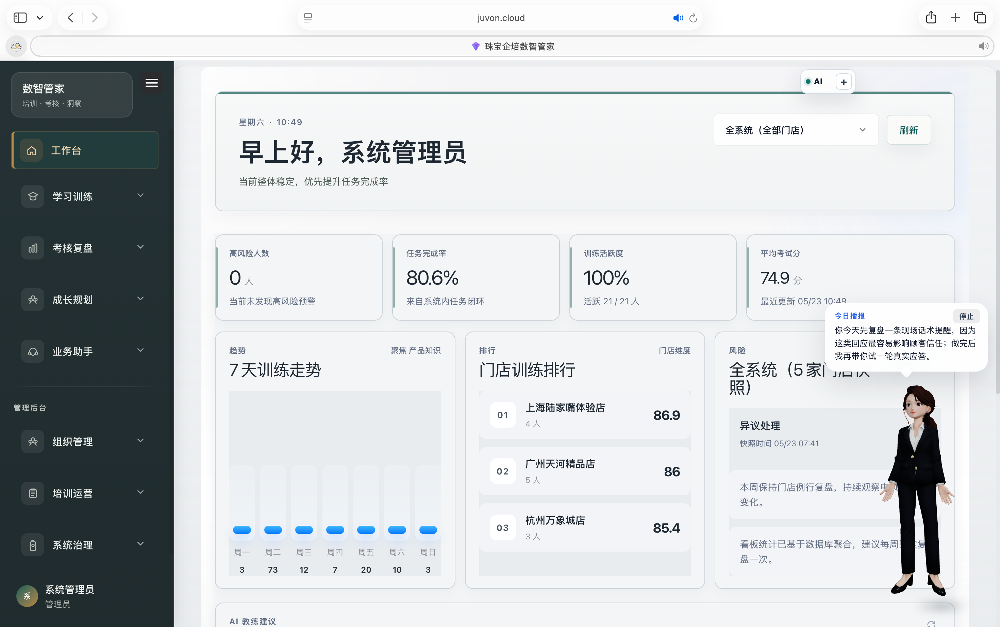 juvon.cloud
珠宝企培数智管家
数智管家
培训 · 考核 · 洞察
工作台
学习训练
考核复盘
成长规划
业务助手
管理后台
组织管理
培训运营
系统治理
系
系统管理员
管理员
AI
+
星期六 · 10:49
早上好，系统管理员
当前整体稳定，优先提升任务完成率
全系统（全部门店）
刷新
高风险人数
0 人
当前未发现高风险预警
任务完成率
80.6%
来自系统内任务闭环
训练活跃度
100%
活跃 21 / 21 人
平均考试分
74.9 分
最近更新 05/23 10:49
今日播报
停止
你今天先复盘一条现场话术提醒，因为
这类回应最容易影响顾客信任；做完后
我再带你试一轮真实应答。
趋势
聚焦 产品知识
7 天训练走势
周一 周二 周三 周四 周五 周六 周日
3 73 12 7 20 10 3
排行
门店维度
门店训练排行
01
上海陆家嘴体验店
4 人
86.9
02
广州天河精品店
5 人
86
03
杭州万象城店
3 人
85.4
风险
全系统（5 家门店快
照）
异议处理
快照时间 05/23 07:41
本周保持门店例行复盘，持续观察中
变化。
看板统计已基于数据库聚合，建议每周 复
盘一次。
AI 教练建议